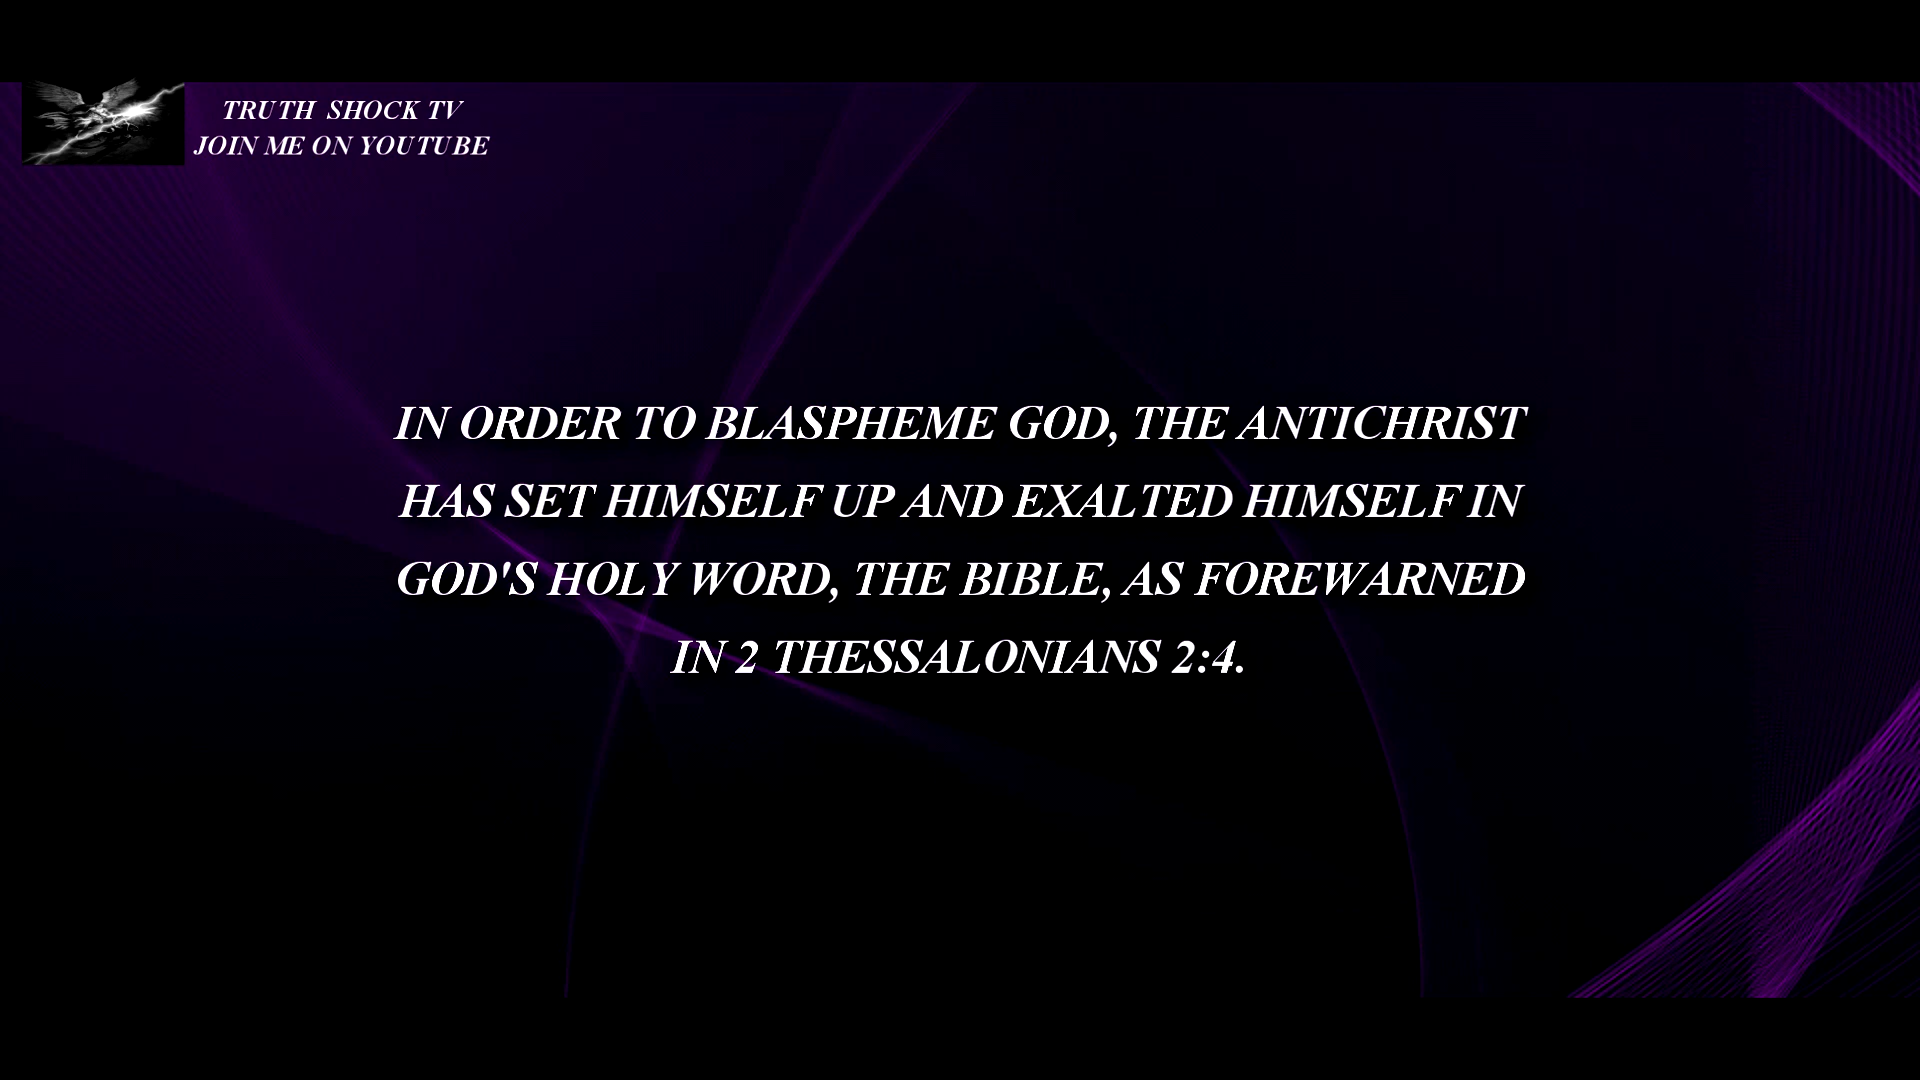 TRUTH SHOCK TV
JOIN ME ON YOUTUBE
IN ORDER TO BLASPHEME GOD, THE ANTICHRIST
HAS SET HIMSELF UP AND EXALTED HIMSELF IN
GOD'S HOLY WORD, THE BIBLE, AS FOREWARNED
IN 2 THESSALONIANS 2:4.